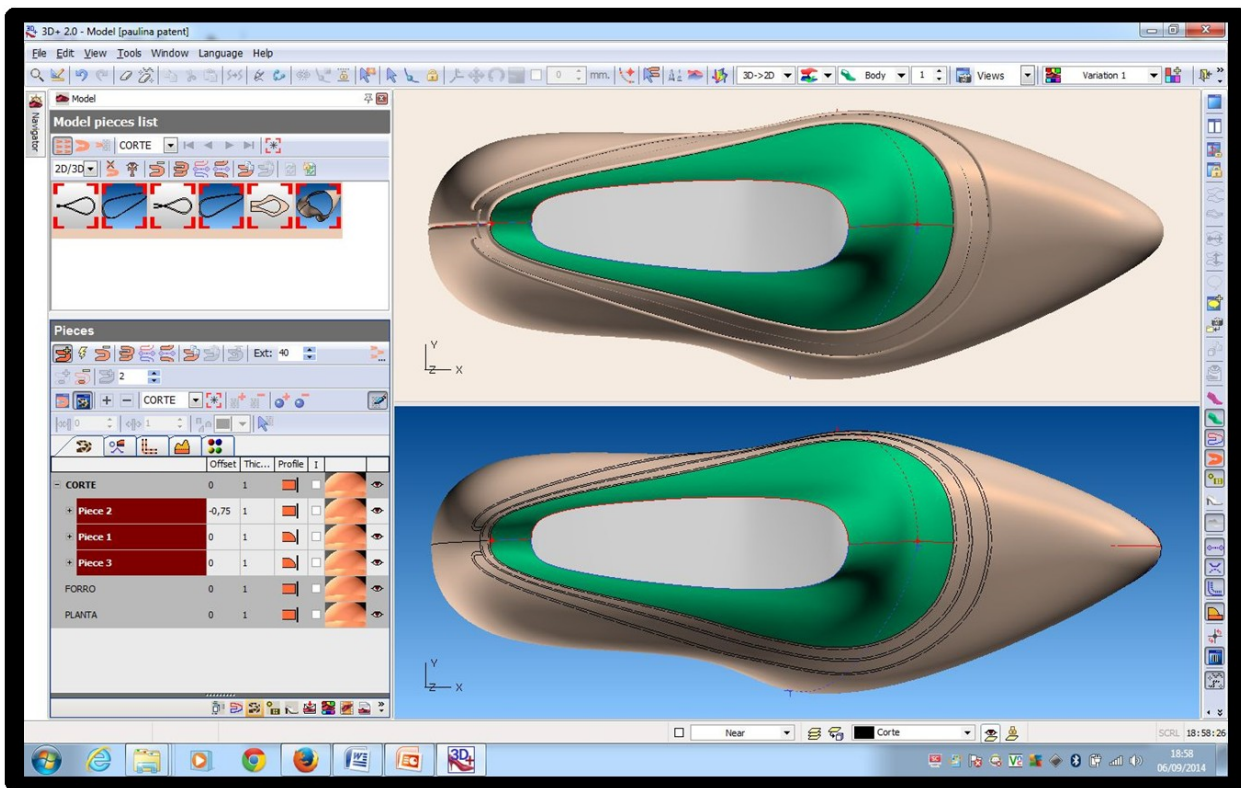 3D+ 2.0 - Model [paulina patent]
File Edit View Tools Window Language Help
0 mm. 3D->2D Body 1 Views Variation 1
Navigator
Model
Model pieces list
CORTE
2D/3D
Pieces
Ext: 40
2
CORTE
0 1
Offset Thic... Profile I
CORTE 0 1
Piece 2 -0,75 1
Piece 1 0 1
Piece 3 0 1
FORRO 0 1
PLANTA 0 1
Y
Z X
Y
Z X
Near Corte SCRL 18:58:26
18:58
06/09/2014